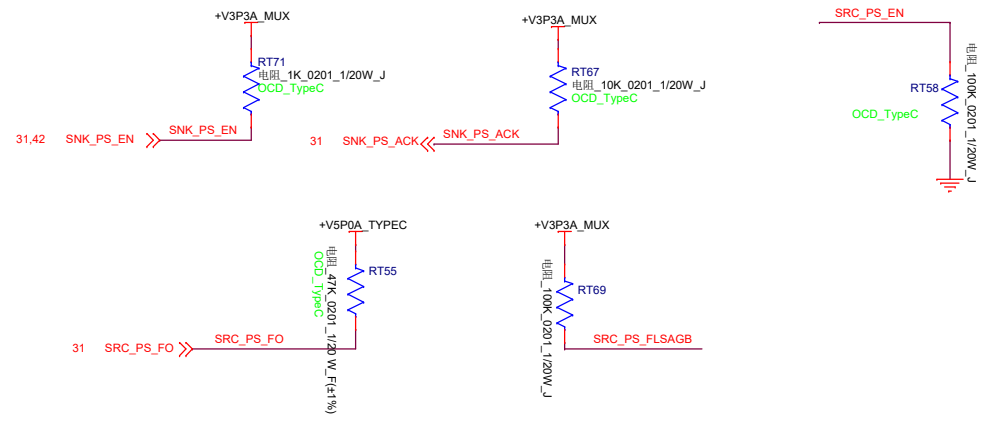 +V3P3A_MUX
RT71
电阻_1K_0201_1/20W_J
OCD_TypeC
31,42 SNK_PS_EN
SNK_PS_EN
+V3P3A_MUX
RT67
电阻_10K_0201_1/20W_J
OCD_TypeC
31 SNK_PS_ACK
SNK_PS_ACK
SRC_PS_EN
RT58
电阻_100K_0201_1/20W_J
OCD_TypeC
+V5P0A_TYPEC
RT55
电阻_47K_0201_1/20 W_F(±1%)
OCD_TypeC
31 SRC_PS_FO
SRC_PS_FO
+V3P3A_MUX
RT69
电阻_100K_0201_1/20W_J
SRC_PS_FLSAGB